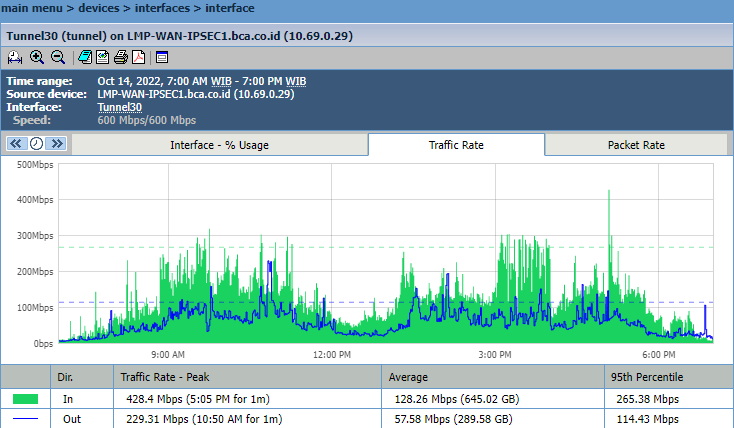 main menu > devices > interfaces > interface
Tunnel30 (tunnel) on LMP-WAN-IPSEC1.bca.co.id (10.69.0.29)
Time range: Oct 14, 2022, 7:00 AM WIB - 7:00 PM WIB
Source device: LMP-WAN-IPSEC1.bca.co.id (10.69.0.29)
Interface: Tunnel30
Speed: 600 Mbps/600 Mbps
Interface - % Usage Traffic Rate Packet Rate
500Mbps
400Mbps
300Mbps
200Mbps
100Mbps
0bps
9:00 AM 12:00 PM 3:00 PM 6:00 PM
Dir. Traffic Rate - Peak Average 95th Percentile
In 428.4 Mbps (5:05 PM for 1m) 128.26 Mbps (645.02 GB) 265.38 Mbps
Out 229.31 Mbps (10:50 AM for 1m) 57.58 Mbps (289.58 GB) 114.43 Mbps